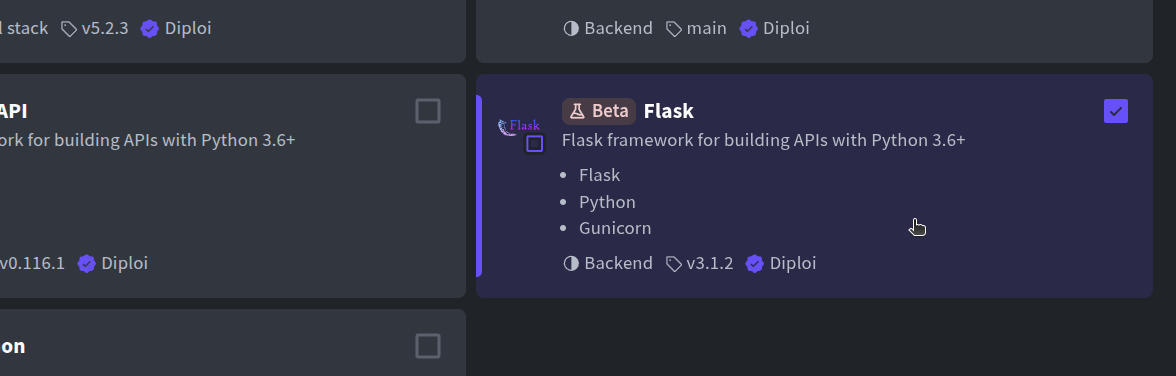 l stack v5.2.3 Diploi
Backend main Diploi
API
ork for building APIs with Python 3.6+
v0.116.1 Diploi
on
Flask
Beta Flask
Flask framework for building APIs with Python 3.6+
Flask
Python
Gunicorn
Backend v3.1.2 Diploi